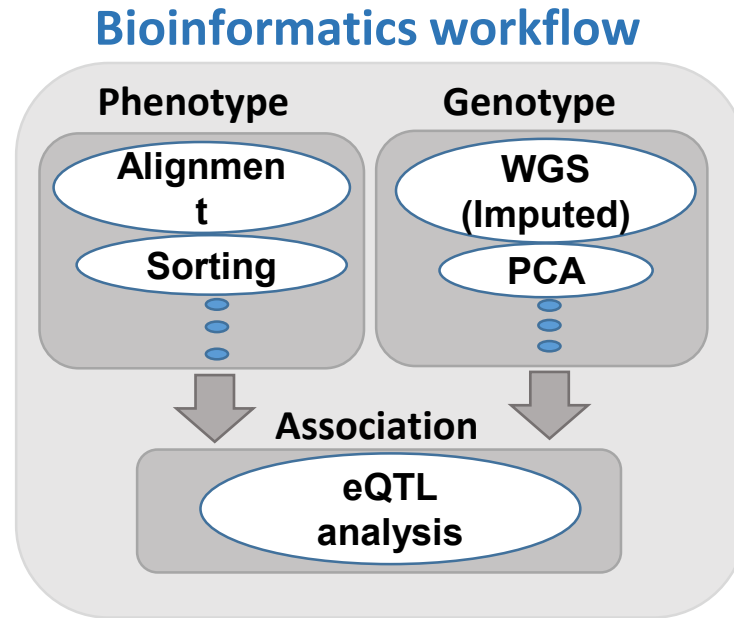 Bioinformatics workflow
Phenotype
Alignmen
t
Sorting
Genotype
WGS
(Imputed)
PCA
Association
eQTL
analysis